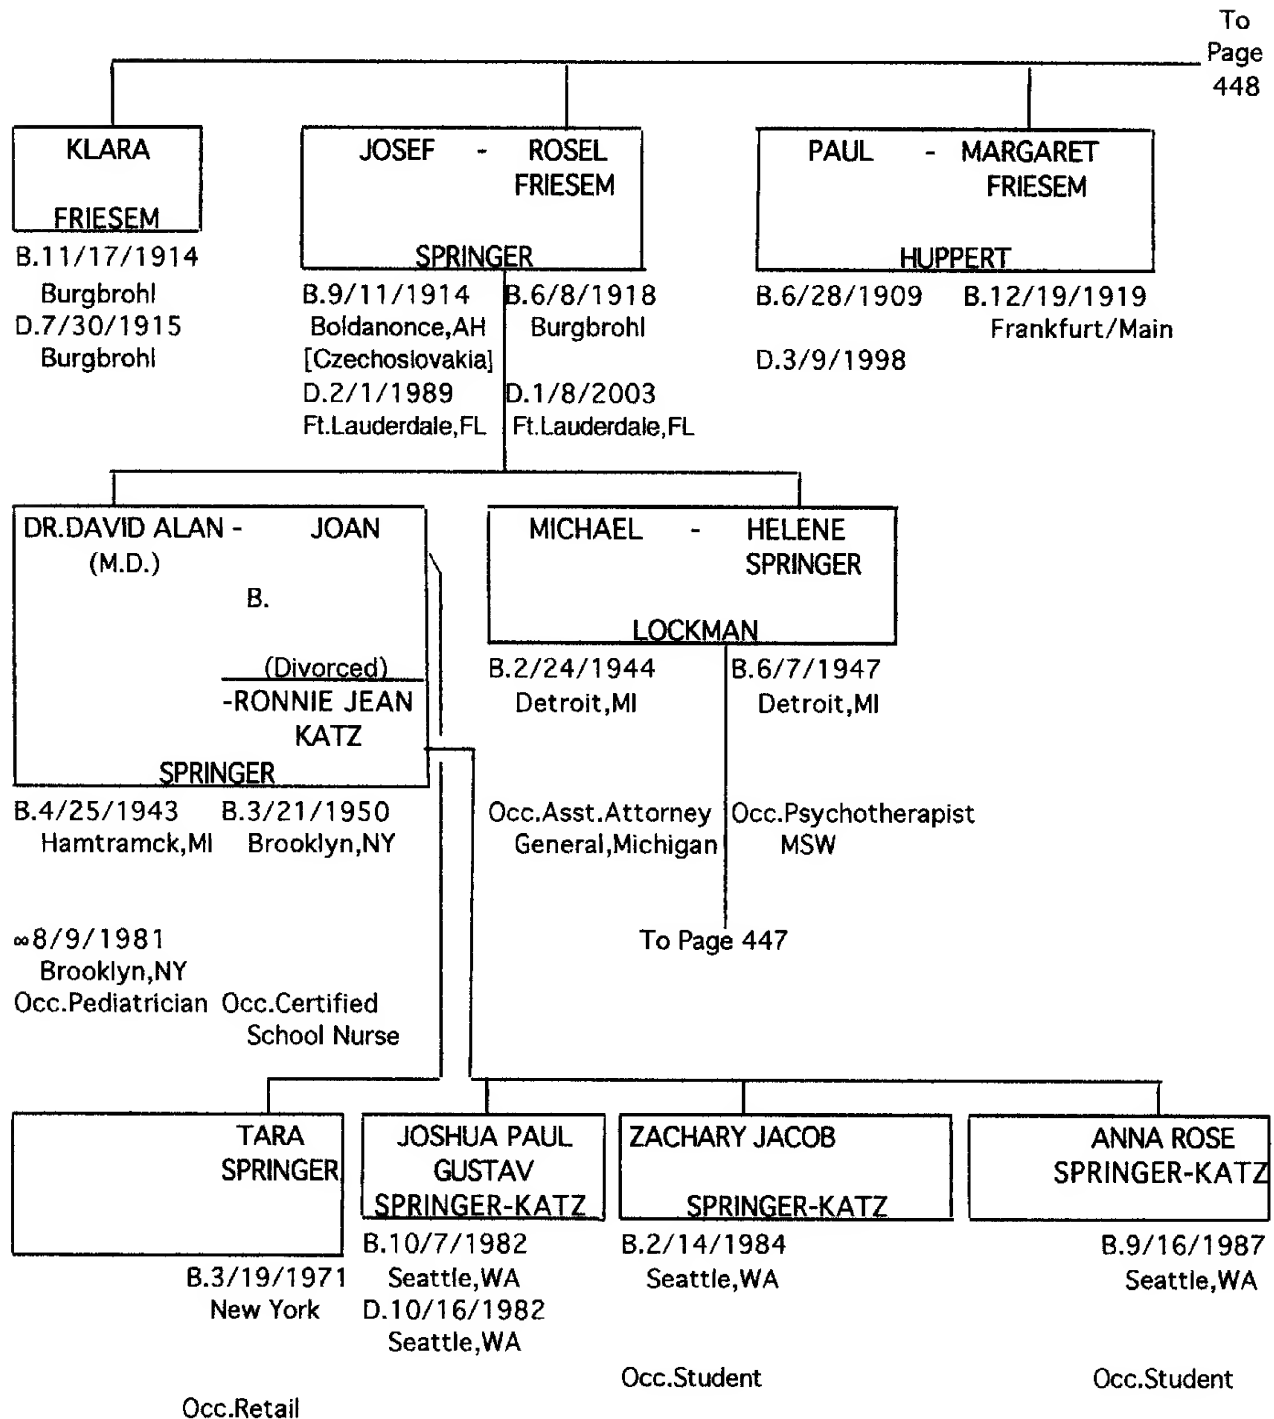 To
Page
448
KLARA
FRIESEM
B.11/17/1914
Burgbrohl
D.7/30/1915
Burgbrohl
JOSEF - ROSEL
FRIESEM
SPRINGER
B.9/11/1914 B.6/8/1918
Boldanonce,AH Burgbrohl
[Czechoslovakia]
D.2/1/1989 D.1/8/2003
Ft.Lauderdale,FL Ft.Lauderdale,FL
PAUL - MARGARET
FRIESEM
HUPPERT
B.6/28/1909 B.12/19/1919
Frankfurt/Main
D.3/9/1998
DR.DAVID ALAN - JOAN
(M.D.)
B.
(Divorced)
-RONNIE JEAN
KATZ
SPRINGER
B.4/25/1943 B.3/21/1950
Hamtramck,MI Brooklyn,NY
∞8/9/1981
Brooklyn,NY
Occ.Pediatrician Occ.Certified
School Nurse
MICHAEL - HELENE
SPRINGER
LOCKMAN
B.2/24/1944 B.6/7/1947
Detroit,MI Detroit,MI
Occ.Asst.Attorney Occ.Psychotherapist
General,Michigan MSW
To Page 447
TARA
SPRINGER
B.3/19/1971
New York
Occ.Retail
JOSHUA PAUL
GUSTAV
SPRINGER-KATZ
B.10/7/1982
Seattle,WA
D.10/16/1982
Seattle,WA
ZACHARY JACOB
SPRINGER-KATZ
B.2/14/1984
Seattle,WA
Occ.Student
ANNA ROSE
SPRINGER-KATZ
B.9/16/1987
Seattle,WA
Occ.Student